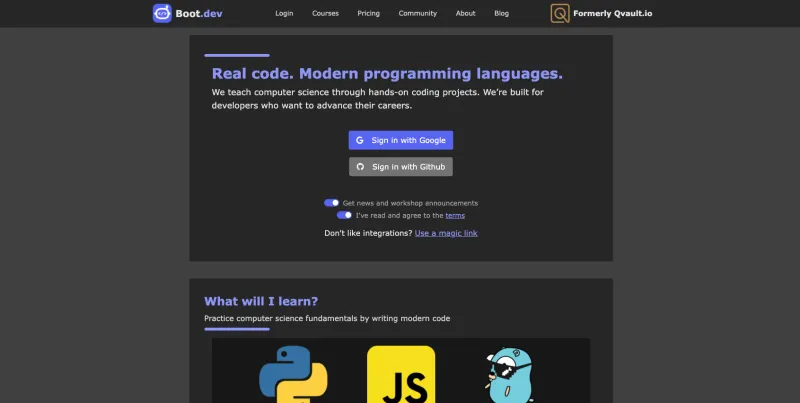 Boot.dev
Login
Courses
Pricing
Community
About
Blog
Formerly Qvault.io
Real code. Modern programming languages.
We teach computer science through hands-on coding projects. We're built for
developers who want to advance their careers.
Sign in with Google
Sign in with Github
Get news and workshop announcements
I've read and agree to the terms
Don't like integrations? Use a magic link
What will I learn?
Practice computer science fundamentals by writing modern code
JS